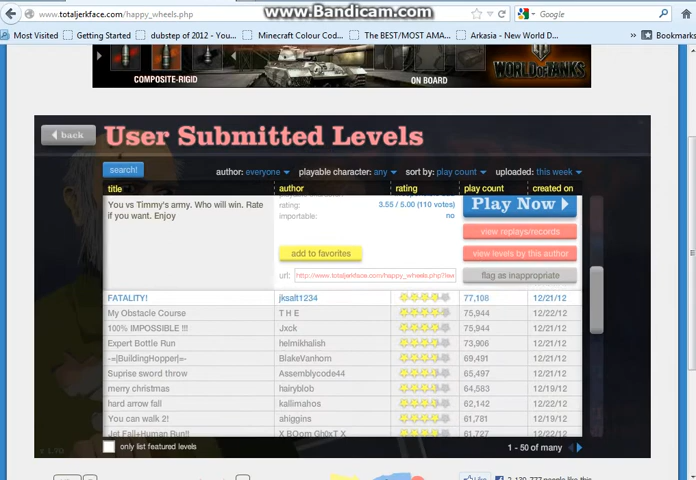 www.Bandicam.com
www.totaljerkface.com/happy_wheels.php
Google
Most Visited Getting Started dubstep of 2012 - You... Minecraft Colour Cod... The BEST/MOST AMA... Arkasia - New World D... Bookmarks
COMPOSITE-RIGID ON BOARD WORLD OF TANKS
back User Submitted Levels
search! author: everyone playable character: any sort by: play count uploaded: this week
title author rating play count created on
You vs Timmy's army. Who will win. Rate if you want. Enjoy
rating: 3.55 / 5.00 (110 votes)
importable: no
Play Now
view replays/records
add to favorites view levels by this author
url: http://www.totaljerkface.com/happy_wheels.php?lev flag as inappropriate
FATALITY! jksalt1234 77,108 12/21/12
My Obstacle Course T H E 75,944 12/22/12
100% IMPOSSIBLE !!! Jxck 75,944 12/21/12
Expert Bottle Run helmikhalish 73,906 12/22/12
-=|BuildingHopper|=- BlakeVanhorn 69,491 12/21/12
Suprise sword throw Assemblycode44 65,497 12/21/12
merry christmas hairyblob 64,583 12/19/12
hard arrow fall kallimahos 62,142 12/22/12
You can walk 2! ahiggins 61,781 12/19/12
Jet Fall+Human Run!! X BOom Gh0xT X 61,727 12/22/12
only list featured levels 1 - 50 of many
Like 2,130,777 people like this